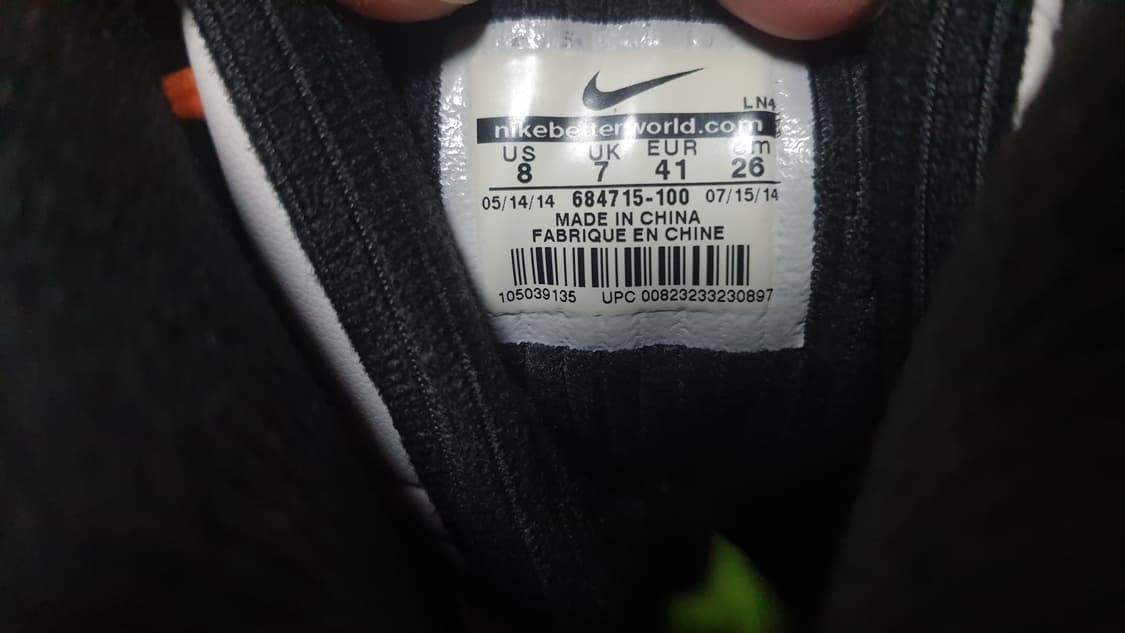 LN4
nikebetterworld.com
US UK EUR cm
8 7 41 26
05/14/14 684715-100 07/15/14
MADE IN CHINA
FABRIQUE EN CHINE
105039135 UPC 00823233230897